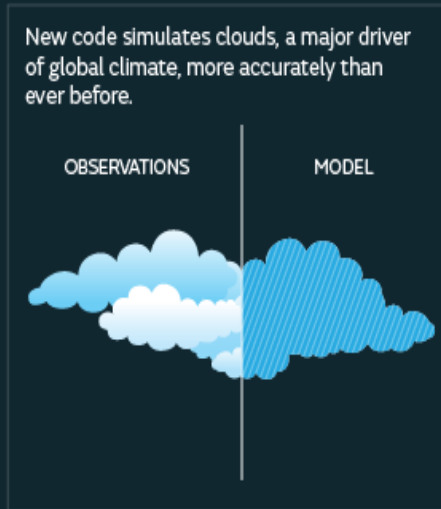 New code simulates clouds, a major driver
of global climate, more accurately than
ever before.
OBSERVATIONS
MODEL